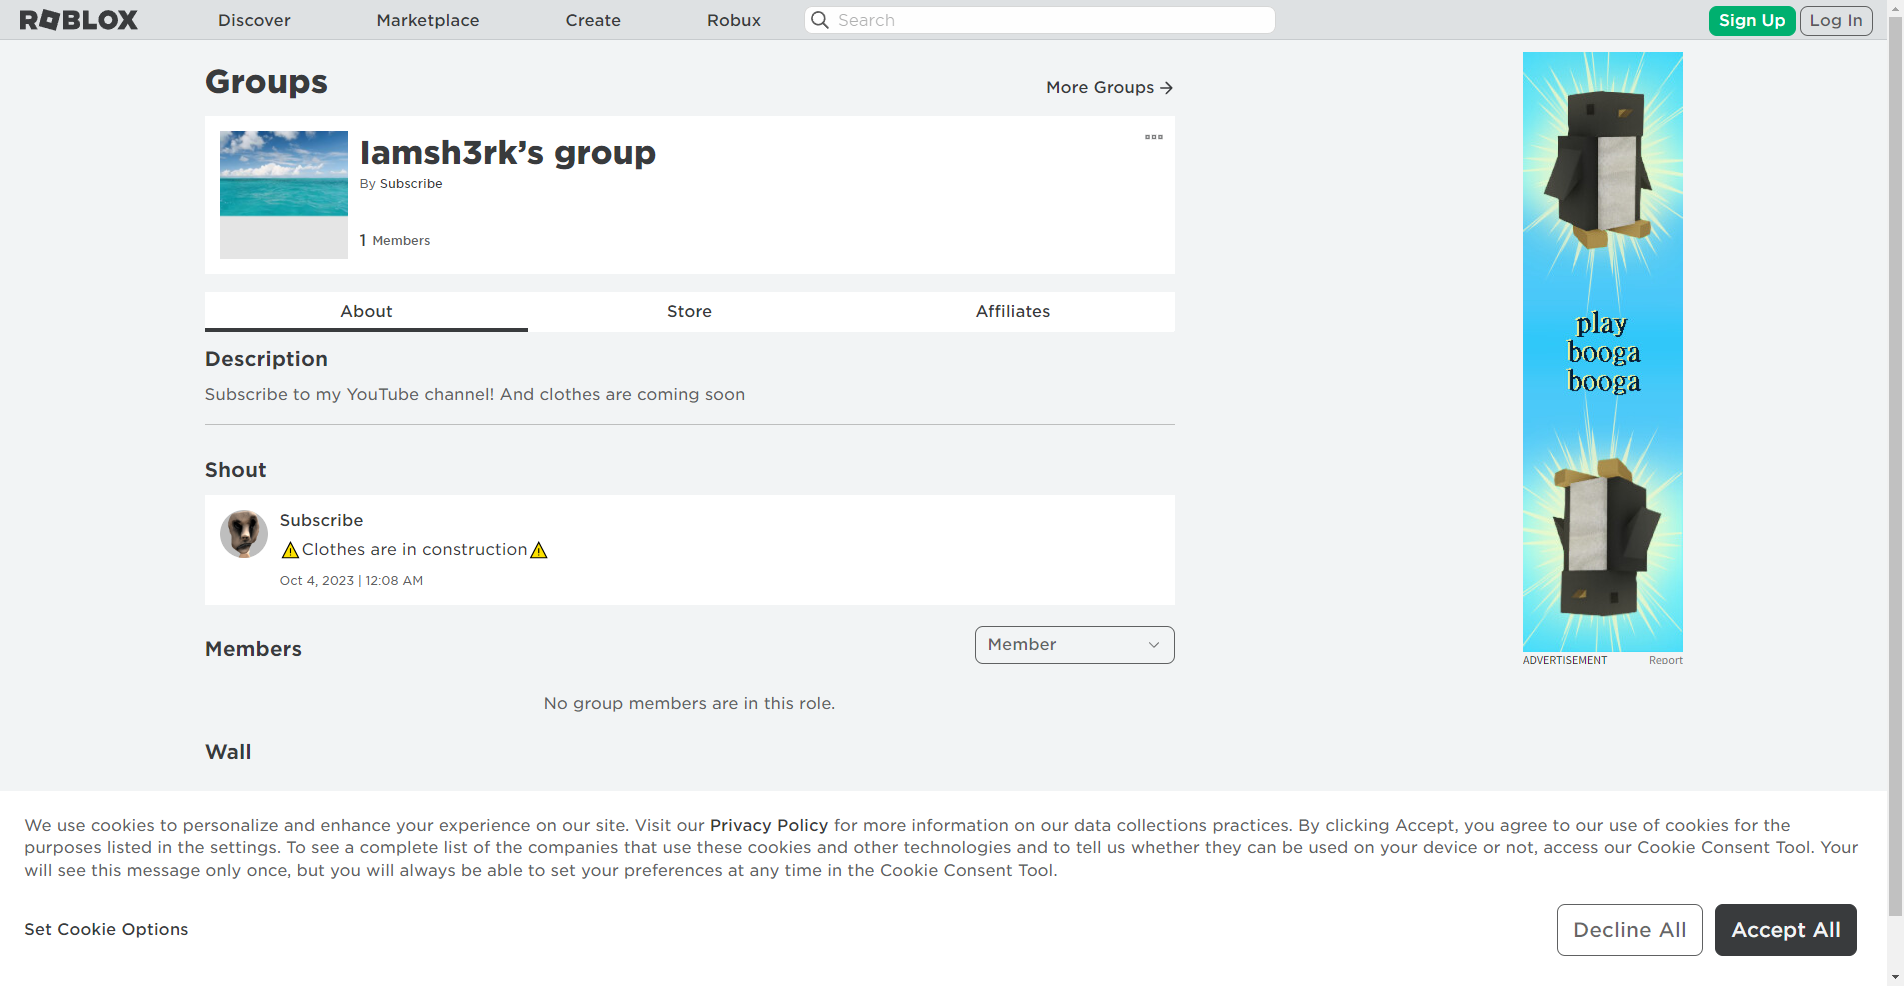 ROBLOX Discover Marketplace Create Robux Search Sign Up Log In
Groups
More Groups →
Iamsh3rk’s group
By Subscribe
1 Members
About Store Affiliates
Description
Subscribe to my YouTube channel! And clothes are coming soon
Shout
Subscribe
⚠️Clothes are in construction⚠️
Oct 4, 2023 | 12:08 AM
Members
Member
No group members are in this role.
Wall
play
booga
booga
ADVERTISEMENT Report
We use cookies to personalize and enhance your experience on our site. Visit our Privacy Policy for more information on our data collections practices. By clicking Accept, you agree to our use of cookies for the
purposes listed in the settings. To see a complete list of the companies that use these cookies and other technologies and to tell us whether they can be used on your device or not, access our Cookie Consent Tool. Your
will see this message only once, but you will always be able to set your preferences at any time in the Cookie Consent Tool.
Set Cookie Options
Decline All
Accept All